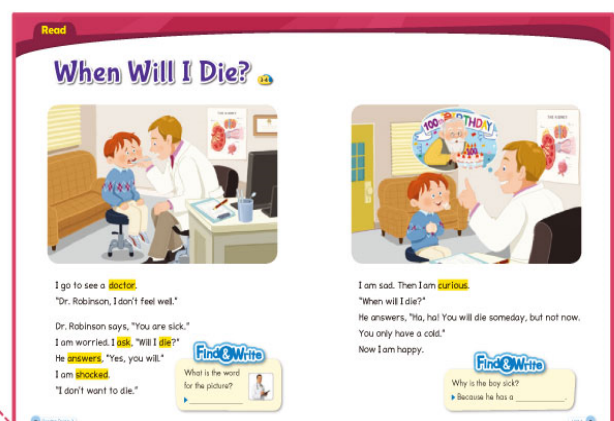 Read
When Will I Die?
I go to see a doctor.
"Dr. Robinson, I don't feel well."
Dr. Robinson says, "You are sick."
I am worried. I ask, "Will I die?"
He answers, "Yes, you will."
I am shocked.
"I don't want to die."
Find & Write
What is the word
for the picture?
100th BIRTHDAY
100
I am sad. Then I am curious.
"When will I die?"
He answers, "Ha, ha! You will die someday, but not now.
You only have a cold."
Now I am happy.
Find & Write
Why is the boy sick?
Because he has a ____________.